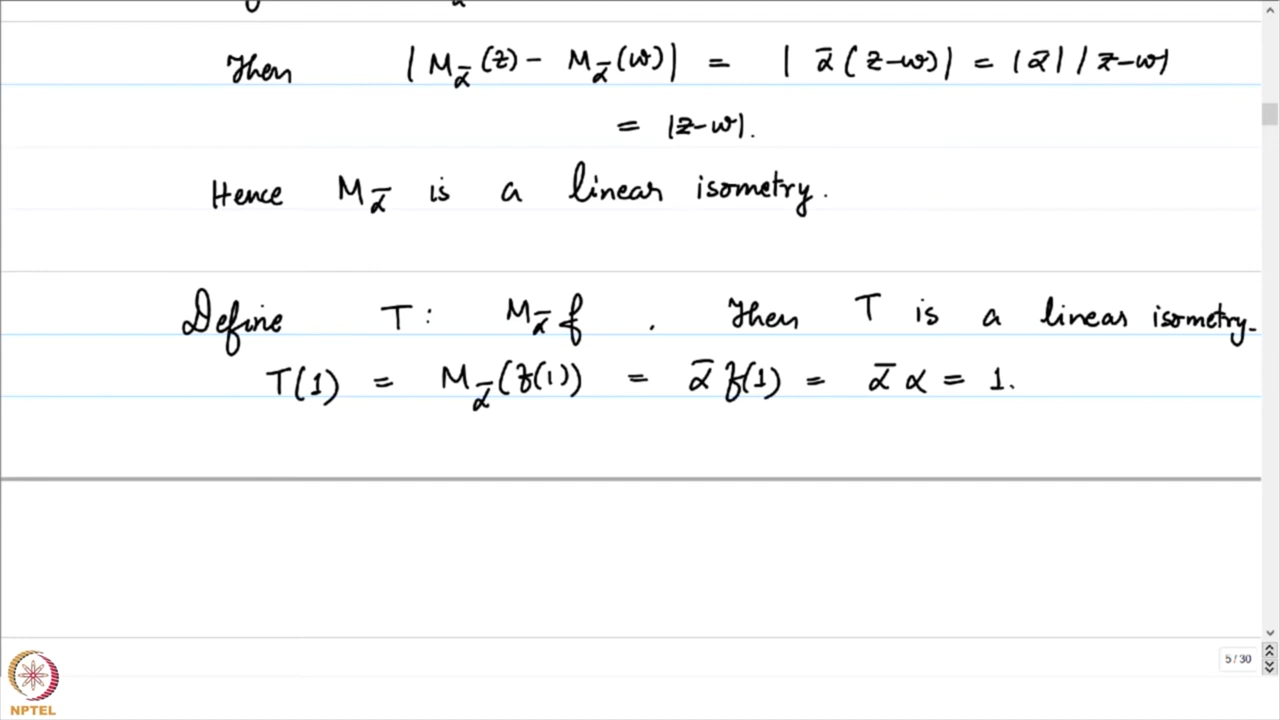 Then | M_ᾱ(z) - M_ᾱ(w)| = | ᾱ(z-w)| = |ᾱ| |z-w|
= |z-w|.
Hence M_ᾱ is a linear isometry.
Define T: M_ᾱ f . Then T is a linear isometry.
T(1) = M_ᾱ(f(1)) = ᾱ f(1) = ᾱ α = 1.
5 / 30
NPTEL